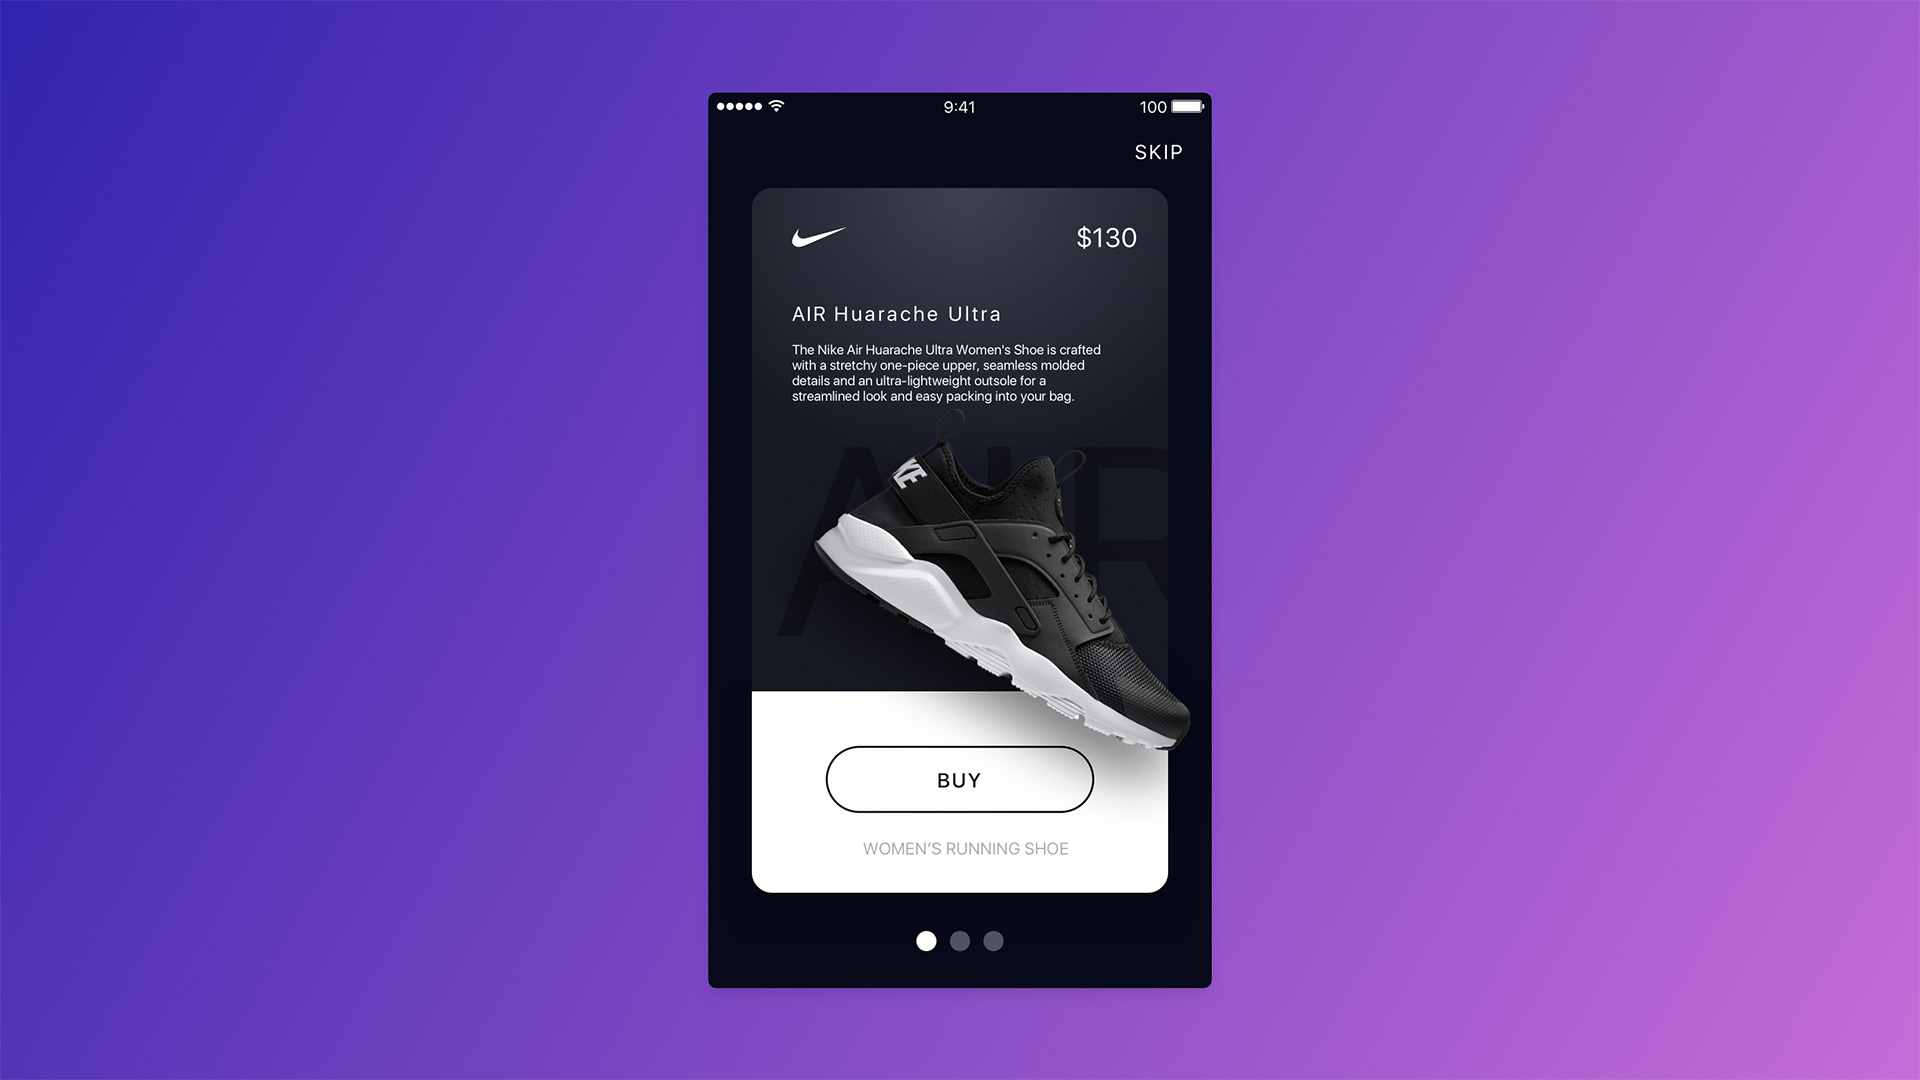 9:41
100
SKIP
$130
AIR Huarache Ultra
The Nike Air Huarache Ultra Women's Shoe is crafted
with a stretchy one-piece upper, seamless molded
details and an ultra-lightweight outsole for a
streamlined look and easy packing into your bag.
AIR
KE
BUY
WOMEN’S RUNNING SHOE